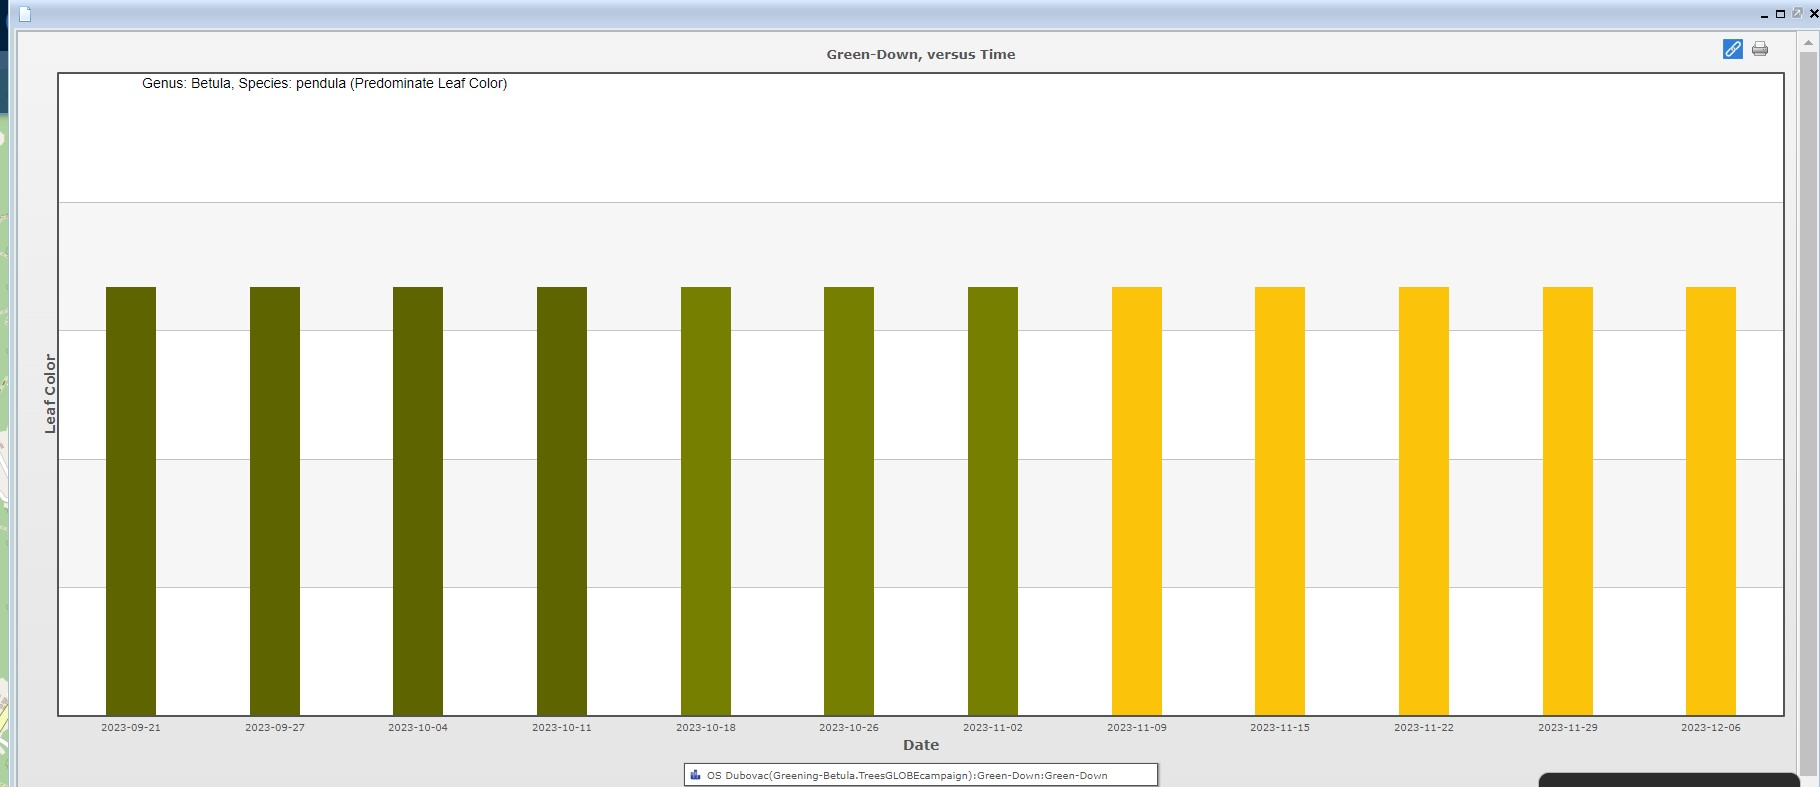 Green-Down, versus Time
Genus: Betula, Species: pendula (Predominate Leaf Color)
Leaf Color
2023-09-21 2023-09-27 2023-10-04 2023-10-11 2023-10-18 2023-10-26 2023-11-02 2023-11-09 2023-11-15 2023-11-22 2023-11-29 2023-12-06
Date
OS Dubovac(Greening-Betula.TreesGLOBEcampaign):Green-Down:Green-Down